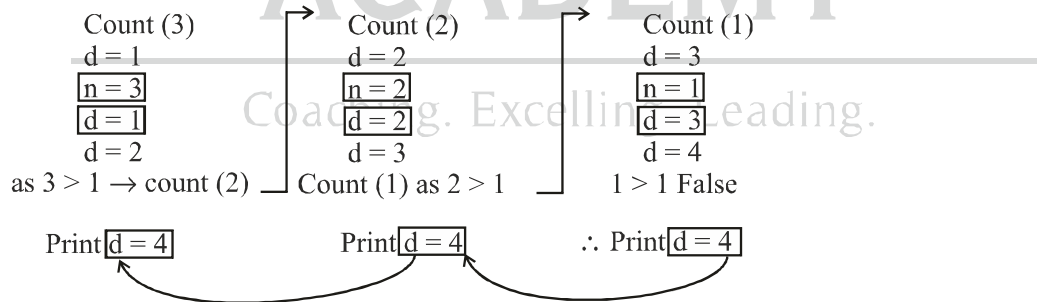 ACADEMY
Count (3) Count (2) Count (1)
d = 1 d = 2 d = 3
n = 3 n = 2 n = 1
Coaching. Excelling. Leading.
d = 1 d = 2 d = 3
d = 2 d = 3 d = 4
as 3 > 1 → count (2) Count (1) as 2 > 1 1 > 1 False
Print d = 4 Print d = 4 ∴ Print d = 4